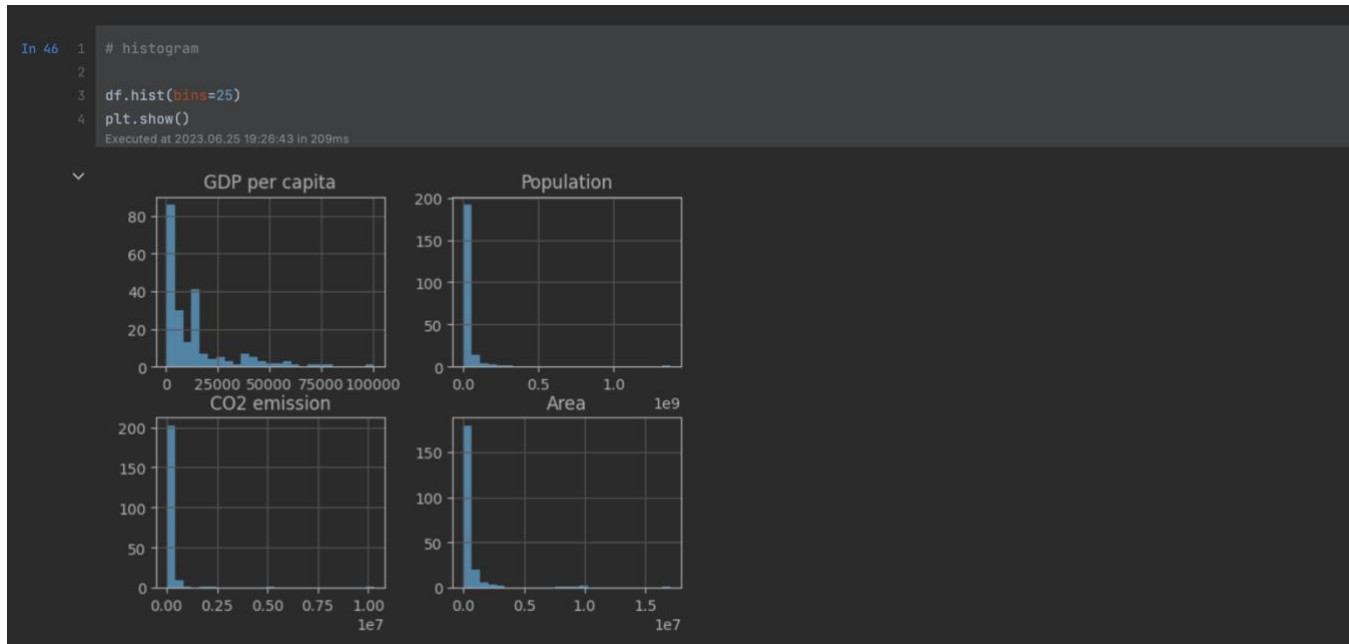 In 46 1 # histogram
2
3 df.hist(bins=25)
4 plt.show()
Executed at 2023.06.25 19:26:43 in 209ms
GDP per capita
80
60
40
20
0
0 25000 50000 75000 100000
Population
200
150
100
50
0
0.0 0.5 1.0
1e9
CO2 emission
200
150
100
50
0
0.00 0.25 0.50 0.75 1.00
1e7
Area
150
100
50
0
0.0 0.5 1.0 1.5
1e7